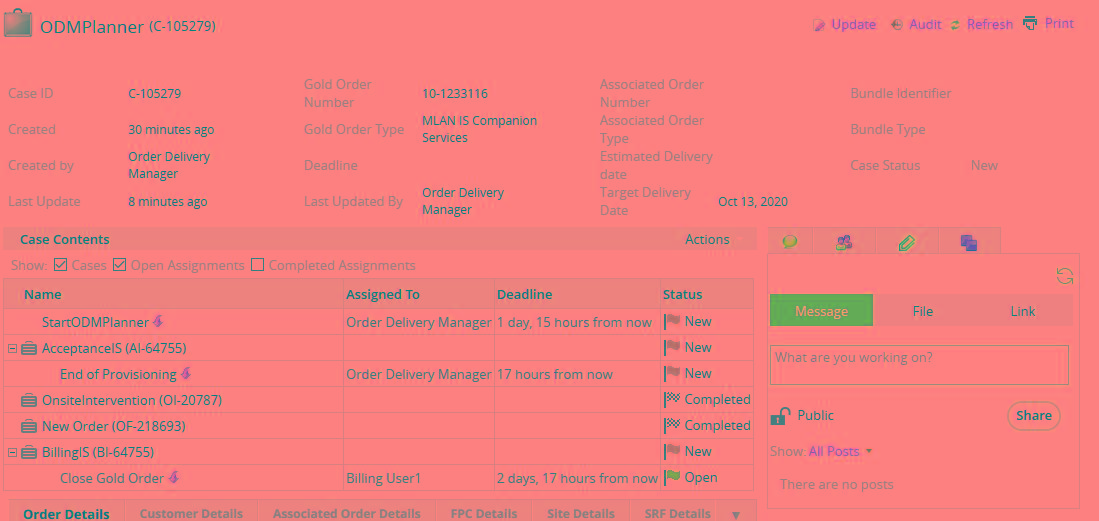 ODMPlanner (C-105279)
Update Audit Refresh Print
Case ID C-105279 Gold Order Number 10-1233116 Associated Order Number Bundle Identifier
Created 30 minutes ago Gold Order Type MLAN IS Companion Services Associated Order Type Bundle Type
Created by Order Delivery Manager Deadline Estimated Delivery date Case Status New
Last Update 8 minutes ago Last Updated By Order Delivery Manager Target Delivery Date Oct 13, 2020
Case Contents Actions
Show: Cases Open Assignments Completed Assignments
Name Assigned To Deadline Status
StartODMPlanner Order Delivery Manager 1 day, 15 hours from now New
AcceptanceIS (AI-64755) New
End of Provisioning Order Delivery Manager 17 hours from now New
OnsiteIntervention (OI-20787) Completed
New Order (OF-218693) Completed
BillingIS (BI-64755) New
Close Gold Order Billing User1 2 days, 17 hours from now Open
Order Details Customer Details Associated Order Details FPC Details Site Details SRF Details
Message File Link
What are you working on?
Public Share
Show: All Posts
There are no posts